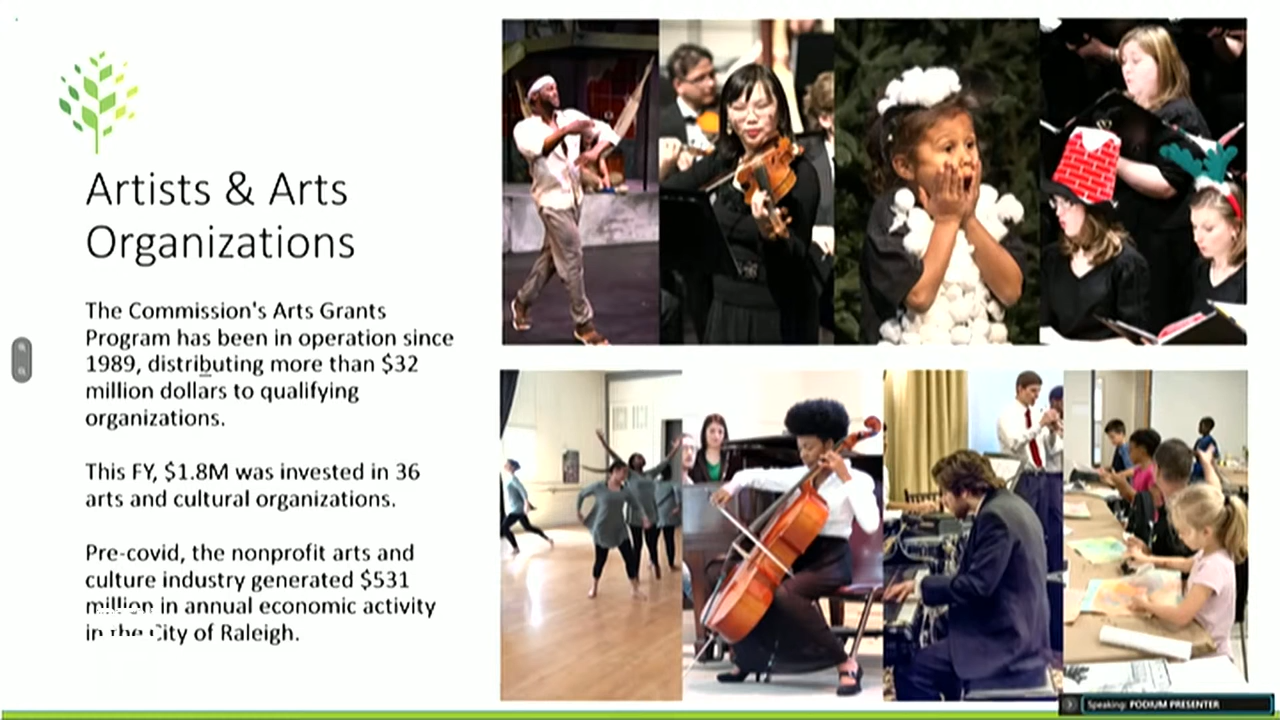 Artists & Arts
Organizations
The Commission's Arts Grants
Program has been in operation since
1989, distributing more than $32
million dollars to qualifying
organizations.
This FY, $1.8M was invested in 36
arts and cultural organizations.
Pre-covid, the nonprofit arts and
culture industry generated $531
million in annual economic activity
in the City of Raleigh.
Speaking: PODIUM PRESENTER